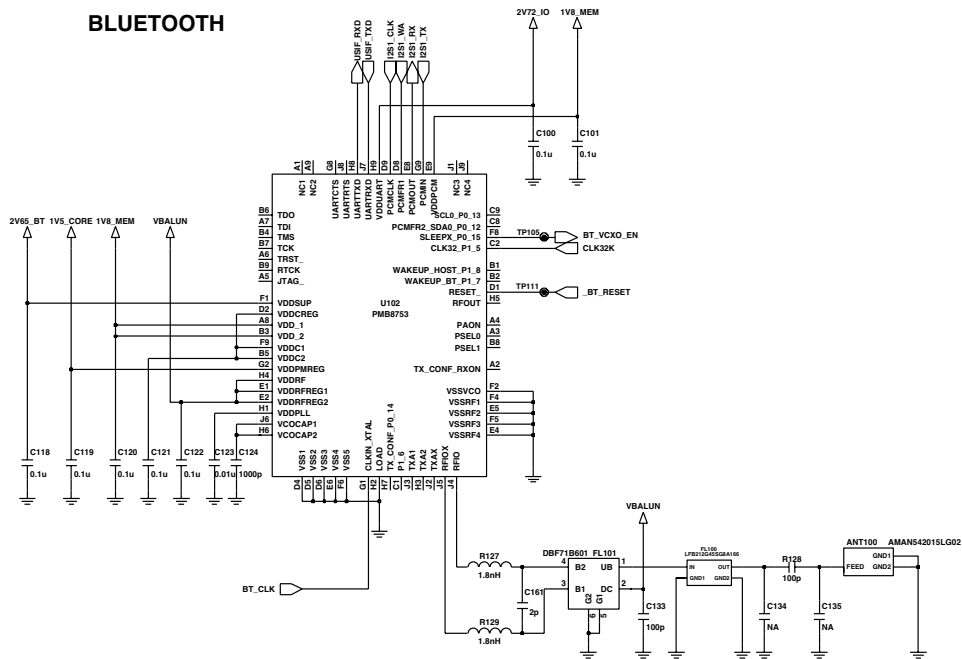 BLUETOOTH
2V72_IO
1V8_MEM
USIF_RXD
USIF_TXD
I2S1_CLK
I2S1_WA
I2S1_RX
I2S1_TX
C100
0.1u
C101
0.1u
A1
A9
G8
J8
H8
J7
H9
D9
D8
E8
G9
E9
J1
J9
NC1
NC2
UARTCTS
UARTRTS
UARTTXD
UARTRXD
VDDUART
PCMCLK
PCMFR1
PCMOUT
PCMIN
VDDPCM
NC3
NC4
2V65_BT
1V5_CORE
1V8_MEM
VBALUN
B6 TDO
A7 TDI
B4 TMS
B7 TCK
A6 TRST_
B9 RTCK
A5 JTAG_
F1 VDDSUP
D2 VDDCREG
A8 VDD_1
B3 VDD_2
F9 VDDC1
B5 VDDC2
G2 VDDPMREG
H4 VDDRF
E1 VDDRFREG1
E2 VDDRFREG2
H1 VDDPLL
J6 VCOCAP1
H6 VCOCAP2
U102
PMB8753
SCL0_P0_13 C9
PCMFR2_SDA0_P0_12 C8
SLEEPX_P0_15 F8
TP105
BT_VCXO_EN
CLK32_P1_5 C2
CLK32K
WAKEUP_HOST_P1_8 B1
WAKEUP_BT_P1_7 B2
RESET_ D1
TP111
_BT_RESET
RFOUT H5
PAON A4
PSEL0 A3
PSEL1 B8
TX_CONF_RXON A2
VSSVCO F2
VSSRF1 F4
VSSRF2 E5
VSSRF3 F5
VSSRF4 E4
C118
0.1u
C119
0.1u
C120
0.1u
C121
0.1u
C122
0.1u
C123
0.01u
C124
1000p
VSS1
VSS2
VSS3
VSS4
VSS5
CLKIN_XTAL
LOAD
TX_CONF_P0_14
P1_6
TXA1
TXA2
TXAX
RFIOX
RFIO
D4
D5
D6
E6
F6
G1
H2
H7
C1
J3
H3
J2
J5
J4
BT_CLK
R127
1.8nH
R129
1.8nH
C161
2p
DBF71B601 FL101
4 B2
3 B1
UB 1
DC 2
G2
G1
6
5
VBALUN
C133
100p
FL100
LFB212G45SG8A166
IN
OUT
GND1
GND2
R128
100p
C134
NA
C135
NA
ANT100 AMAN542015LG02
FEED
GND1
GND2